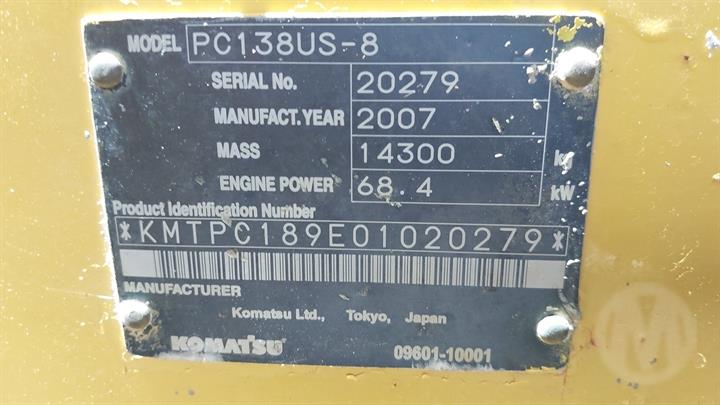 MODEL PC138US-8
SERIAL No. 20279
MANUFACT.YEAR 2007
MASS 14300 kg
ENGINE POWER 68.4 kW
Product Identification Number
*KMTPC189E01020279*
MANUFACTURER
Komatsu Ltd., Tokyo, Japan
KOMATSU 09601-10001
M